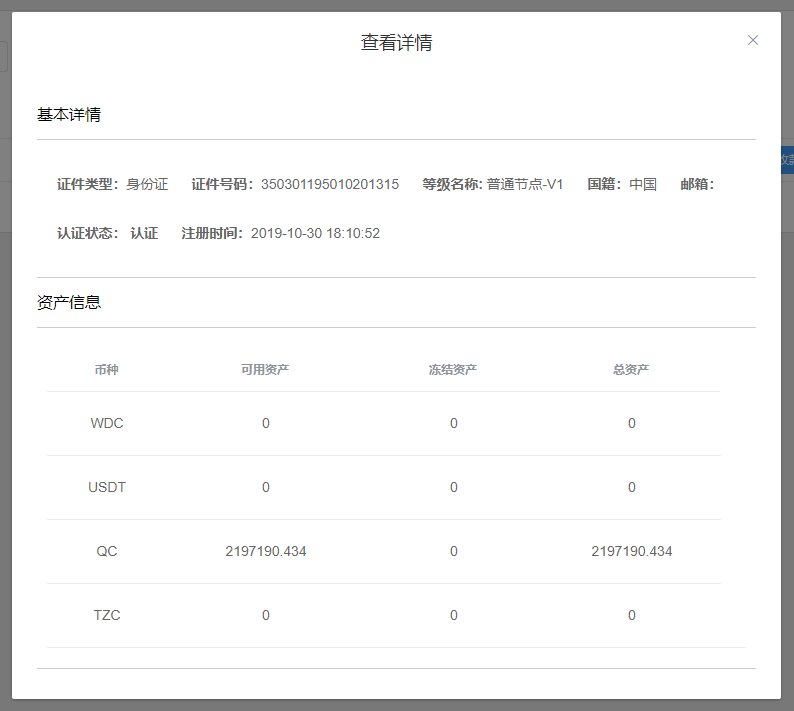 查看详情
基本详情
证件类型: 身份证 证件号码: 350301195010201315 等级名称: 普通节点-V1 国籍: 中国 邮箱:
认证状态: 认证 注册时间: 2019-10-30 18:10:52
资产信息
币种 可用资产 冻结资产 总资产
WDC 0 0 0
USDT 0 0 0
QC 2197190.434 0 2197190.434
TZC 0 0 0